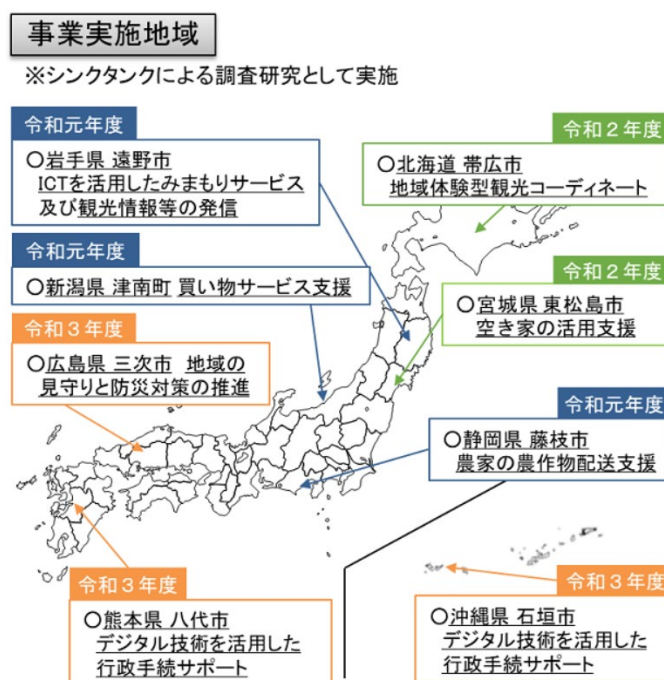 事業実施地域
※シンクタンクによる調査研究として実施
令和元年度
○岩手県 遠野市
ICTを活用したみまもりサービス
及び観光情報等の発信
令和２年度
○北海道 帯広市
地域体験型観光コーディネート
令和元年度
○新潟県 津南町 買い物サービス支援
令和２年度
○宮城県 東松島市
空き家の活用支援
令和３年度
○広島県 三次市 地域の
見守りと防災対策の推進
令和元年度
○静岡県 藤枝市
農家の農作物配送支援
令和３年度
○熊本県 八代市
デジタル技術を活用した
行政手続サポート
令和３年度
○沖縄県 石垣市
デジタル技術を活用した
行政手続サポート